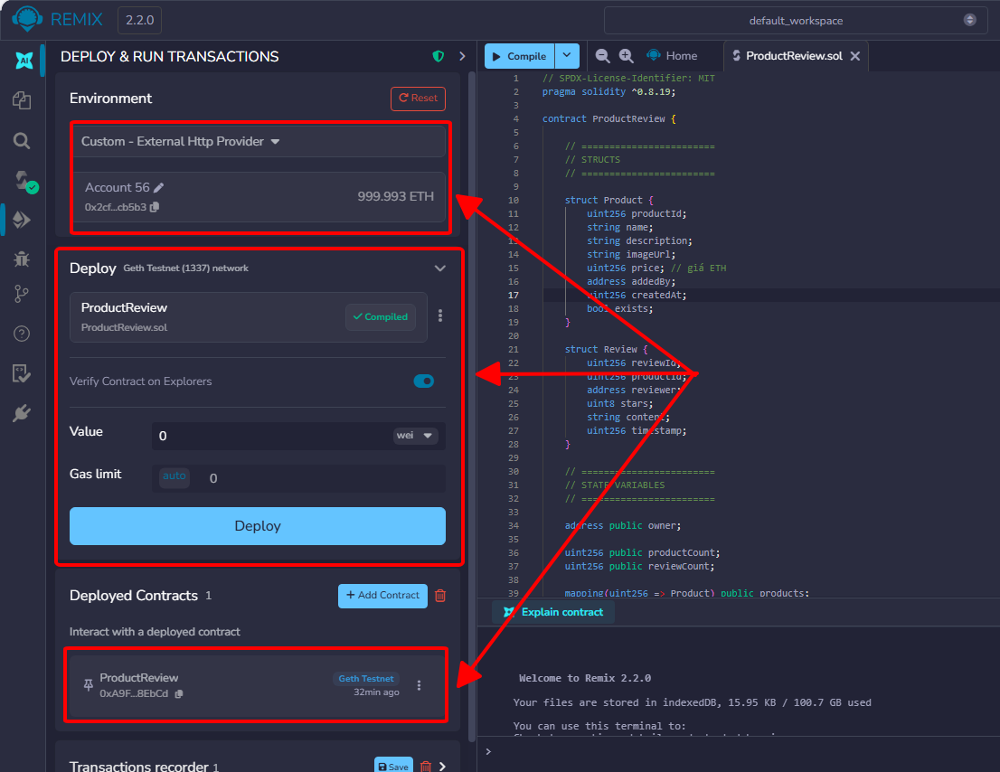 REMIX 2.2.0 default_workspace
AI DEPLOY & RUN TRANSACTIONS
Compile Home ProductReview.sol
Environment Reset
Custom - External Http Provider
Account 56 999.993 ETH
0x2cf...cb5b3
Deploy Geth Testnet (1337) network
ProductReview
ProductReview.sol
Compiled
Verify Contract on Explorers
Value 0 wei
Gas limit auto 0
Deploy
Deployed Contracts 1 + Add Contract
Interact with a deployed contract
ProductReview Geth Testnet
0xA9F...8EbCd 32min ago
Transactions recorder 1 Save
1 // SPDX-License-Identifier: MIT
2 pragma solidity ^0.8.19;
3
4 contract ProductReview {
5
6 // ========================
7 // STRUCTS
8 // ========================
9
10 struct Product {
11 uint256 productId;
12 string name;
13 string description;
14 string imageUrl;
15 uint256 price; // giá ETH
16 address addedBy;
17 uint256 createdAt;
18 bool exists;
19 }
20
21 struct Review {
22 uint256 reviewId;
23 uint256 productId;
24 address reviewer;
25 uint8 stars;
26 string content;
27 uint256 timestamp;
28 }
29
30 // ========================
31 // STATE VARIABLES
32 // ========================
33
34 address public owner;
35
36 uint256 public productCount;
37 uint256 public reviewCount;
38
39 mapping(uint256 => Product) public products;
Explain contract
Welcome to Remix 2.2.0
Your files are stored in indexedDB, 15.95 KB / 100.7 GB used
You can use this terminal to:
>